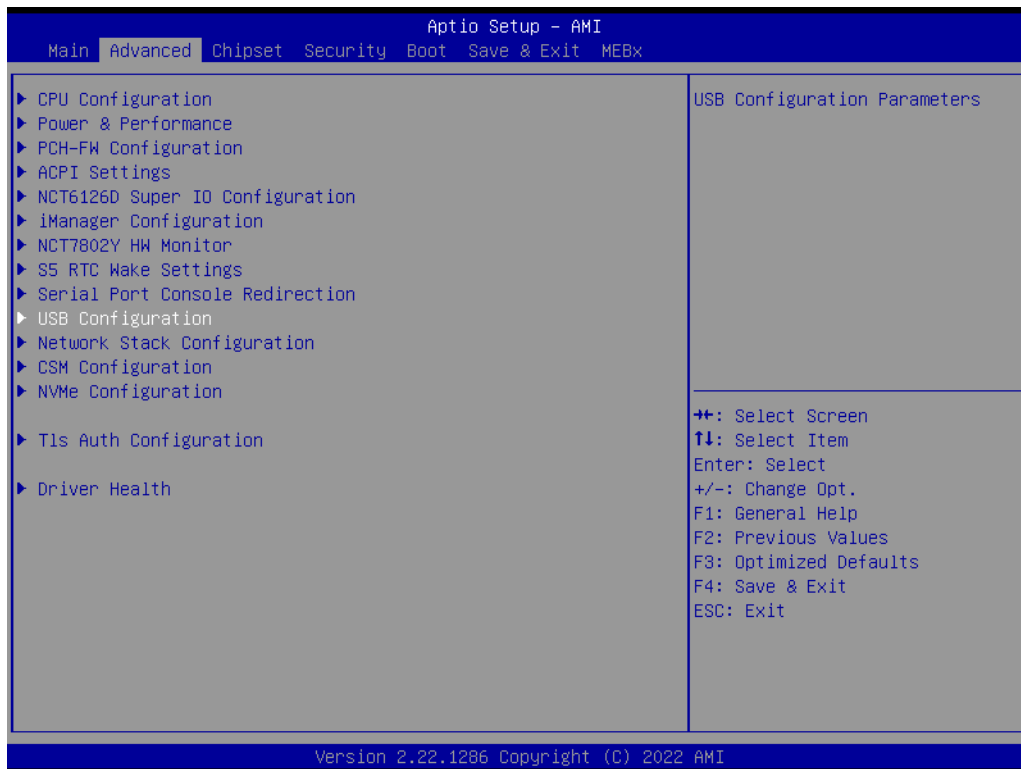 Aptio Setup – AMI
Main Advanced Chipset Security Boot Save & Exit MEBx
▶ CPU Configuration
▶ Power & Performance
▶ PCH-FW Configuration
▶ ACPI Settings
▶ NCT6126D Super IO Configuration
▶ iManager Configuration
▶ NCT7802Y HW Monitor
▶ S5 RTC Wake Settings
▶ Serial Port Console Redirection
▶ USB Configuration
▶ Network Stack Configuration
▶ CSM Configuration
▶ NVMe Configuration
▶ Tls Auth Configuration
▶ Driver Health
USB Configuration Parameters
→←: Select Screen
↑↓: Select Item
Enter: Select
+/-: Change Opt.
F1: General Help
F2: Previous Values
F3: Optimized Defaults
F4: Save & Exit
ESC: Exit
Version 2.22.1286 Copyright (C) 2022 AMI